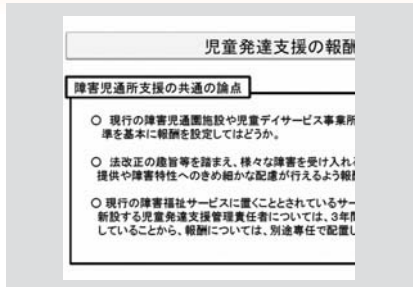 児童発達支援の報酬
障害児通所支援の共通の論点
○ 現行の障害児通園施設や児童デイサービス事業所
準を基本に報酬を設定してはどうか。
○ 法改正の趣旨等を踏まえ、様々な障害を受け入れ
提供や障害特性へのきめ細かな配慮が行えるよう報
○ 現行の障害福祉サービスに置くこととされているサー
新設する児童発達支援管理責任者については、3年
していることから、報酬については、別途専任で配置し